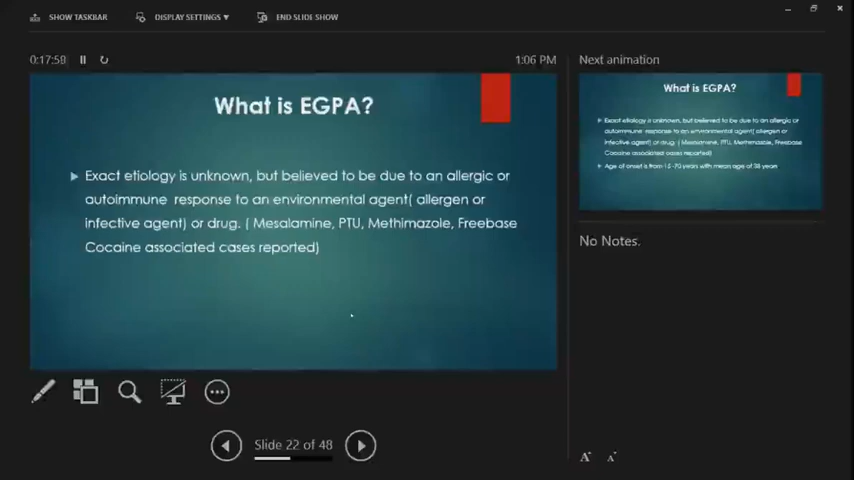 SHOW TASKBAR
DISPLAY SETTINGS ▼
END SLIDE SHOW
0:17:58
1:06 PM
Next animation
What is EGPA?
Exact etiology is unknown, but believed to be due to an allergic or
autoimmune response to an environmental agent( allergen or
infective agent) or drug. ( Mesalamine, PTU, Methimazole, Freebase
Cocaine associated cases reported)
What is EGPA?
Exact etiology is unknown, but believed to be due to an allergic or
autoimmune response to an environmental agent( allergen or
infective agent) or drug. ( Mesalamine, PTU, Methimazole, Freebase
Cocaine associated cases reported)
Age of onset is from 15 -70 years with mean age of 38 years
No Notes.
Slide 22 of 48
A A